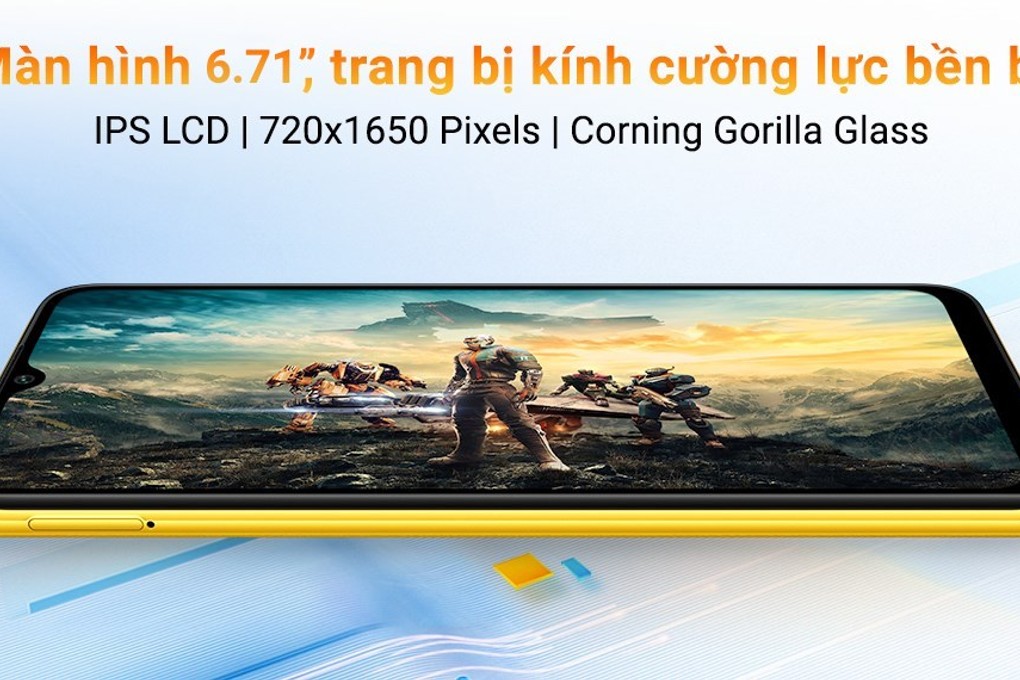 Màn hình 6.71”, trang bị kính cường lực bền b
IPS LCD | 720x1650 Pixels | Corning Gorilla Glass